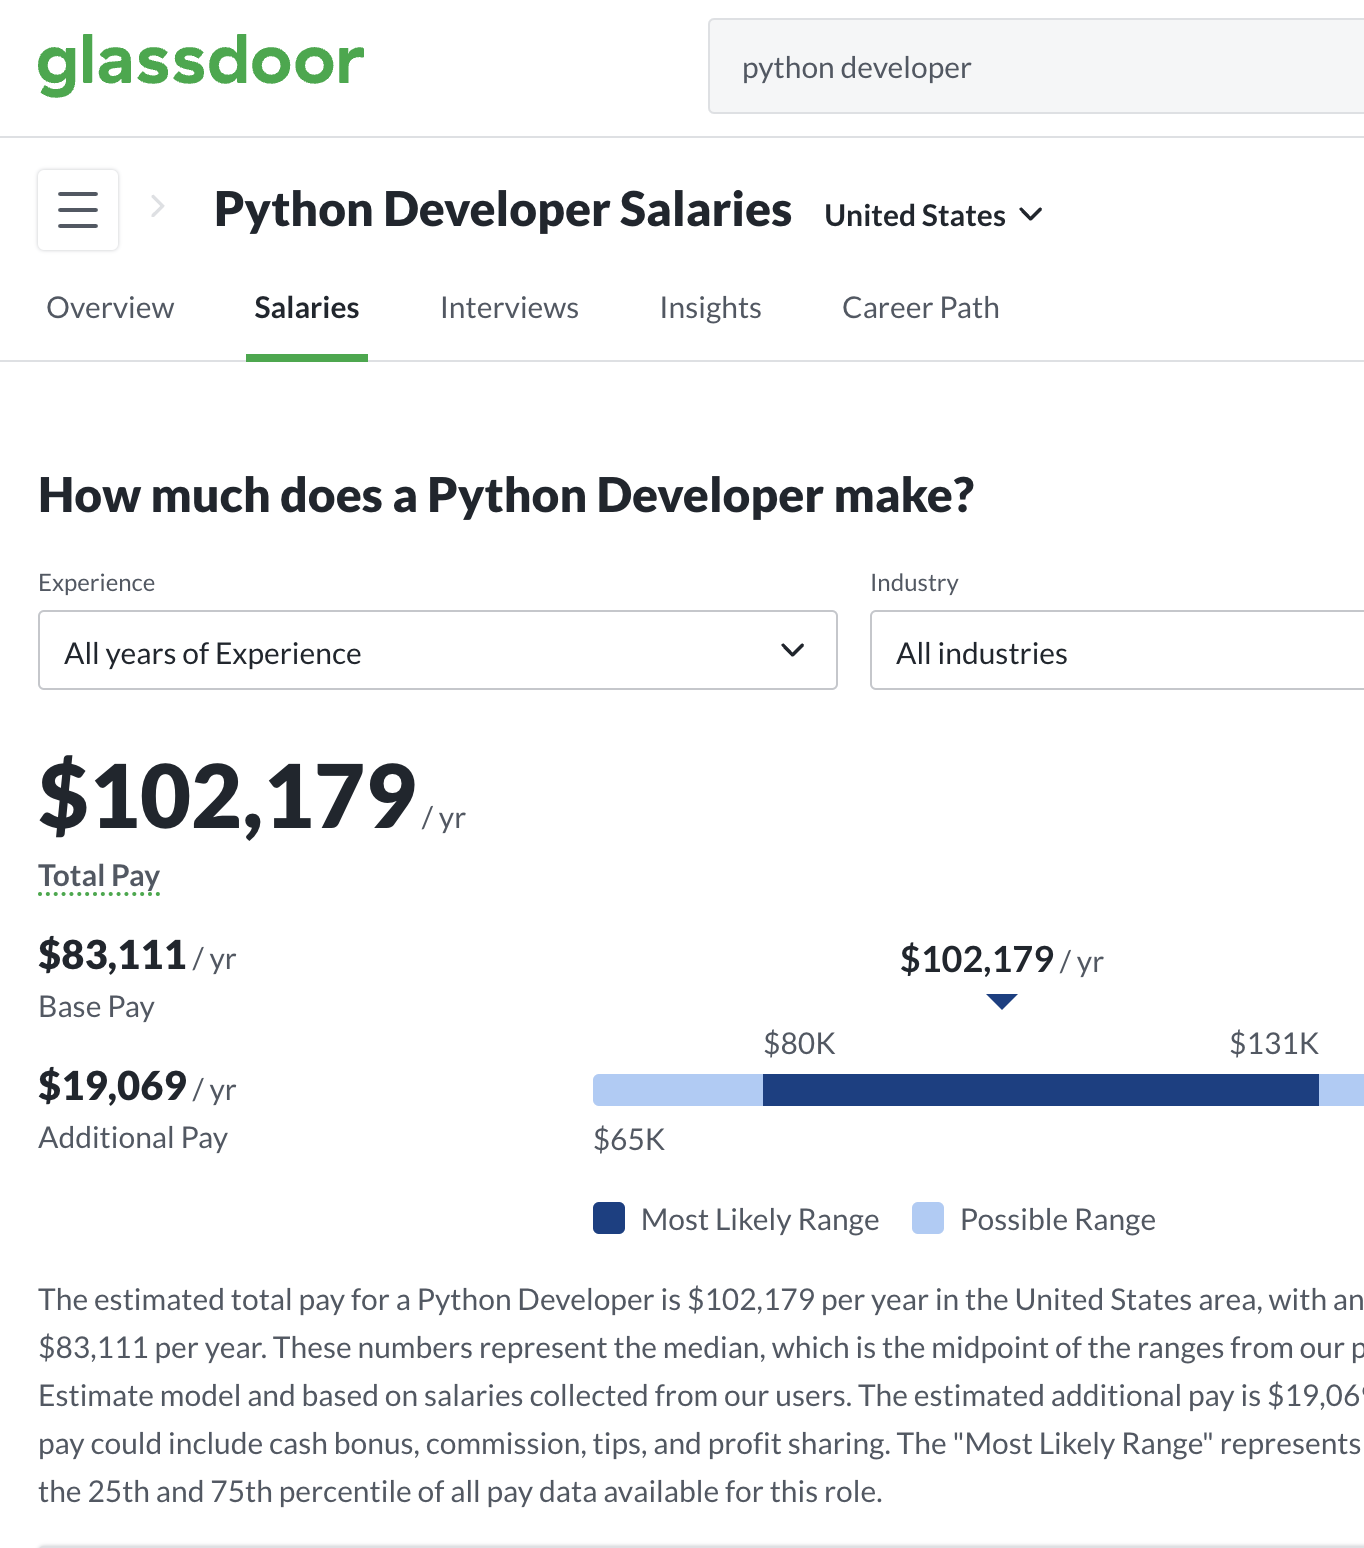 glassdoor
python developer
Python Developer Salaries United States
Overview Salaries Interviews Insights Career Path
How much does a Python Developer make?
Experience Industry
All years of Experience All industries
$102,179 / yr
Total Pay
$83,111 / yr
Base Pay
$19,069 / yr
Additional Pay
$102,179 / yr
$80K $131K
$65K
Most Likely Range Possible Range
The estimated total pay for a Python Developer is $102,179 per year in the United States area, with an
$83,111 per year. These numbers represent the median, which is the midpoint of the ranges from our
Estimate model and based on salaries collected from our users. The estimated additional pay is $19,06
pay could include cash bonus, commission, tips, and profit sharing. The "Most Likely Range" represents
the 25th and 75th percentile of all pay data available for this role.